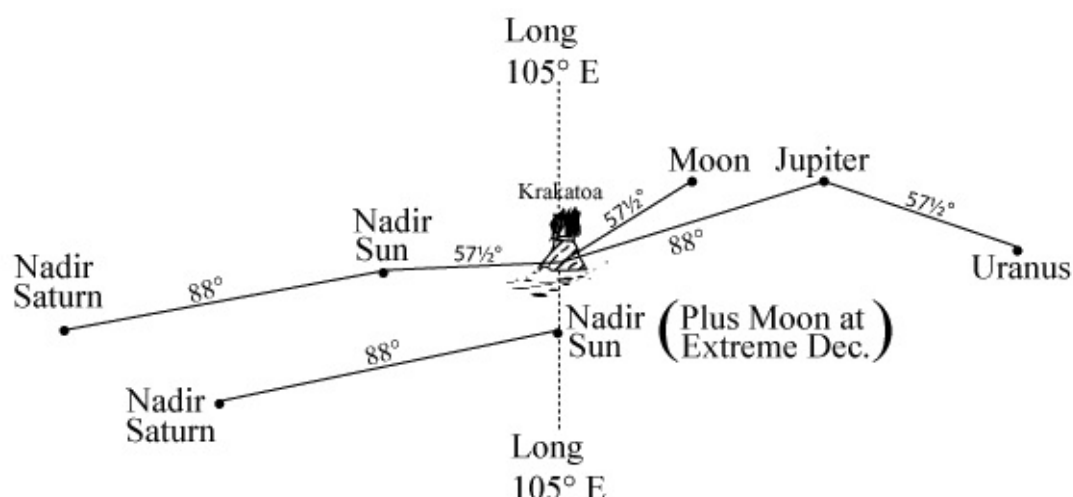 Long
105° E
Moon
Jupiter
Krakatoa
57½°
57½°
Nadir
Sun
57½°
88°
Uranus
Nadir
Saturn
88°
Nadir
Sun
(Plus Moon at
Extreme Dec.)
88°
Nadir
Saturn
Long
105° E